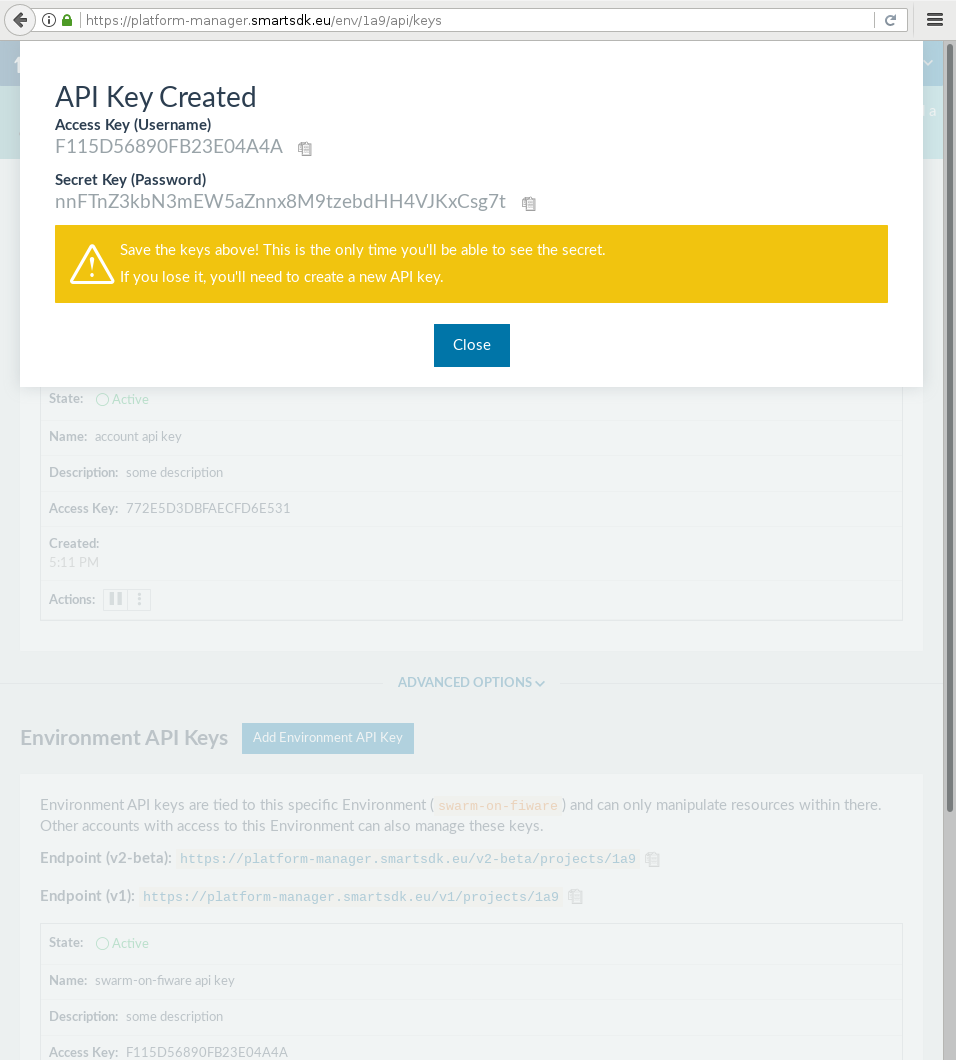 https://platform-manager.smartsdk.eu/env/1a9/api/keys
API Key Created
Access Key (Username)
F115D56890FB23E04A4A
Secret Key (Password)
nnFTnZ3kbN3mEW5aZnnx8M9tzebdHH4VJKxCsg7t
Save the keys above! This is the only time you'll be able to see the secret.
If you lose it, you'll need to create a new API key.
Close
State: Active
Name: account api key
Description: some description
Access Key: 772E5D3DBFAECFD6E531
Created:
5:11 PM
Actions:
ADVANCED OPTIONS
Environment API Keys Add Environment API Key
Environment API keys are tied to this specific Environment (swarm-on-fiware) and can only manipulate resources within there.
Other accounts with access to this Environment can also manage these keys.
Endpoint (v2-beta): https://platform-manager.smartsdk.eu/v2-beta/projects/1a9
Endpoint (v1): https://platform-manager.smartsdk.eu/v1/projects/1a9
State: Active
Name: swarm-on-fiware api key
Description: some description
Access Key: F115D56890FB23E04A4A